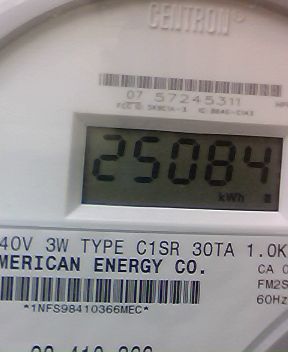 CENTRON®
07 57245311
25084
kWh
40V 3W TYPE C1SR 30TA 1.0K
MERICAN ENERGY CO.
CA 0
FM2S
60Hz
*1NFS98410366MEC*